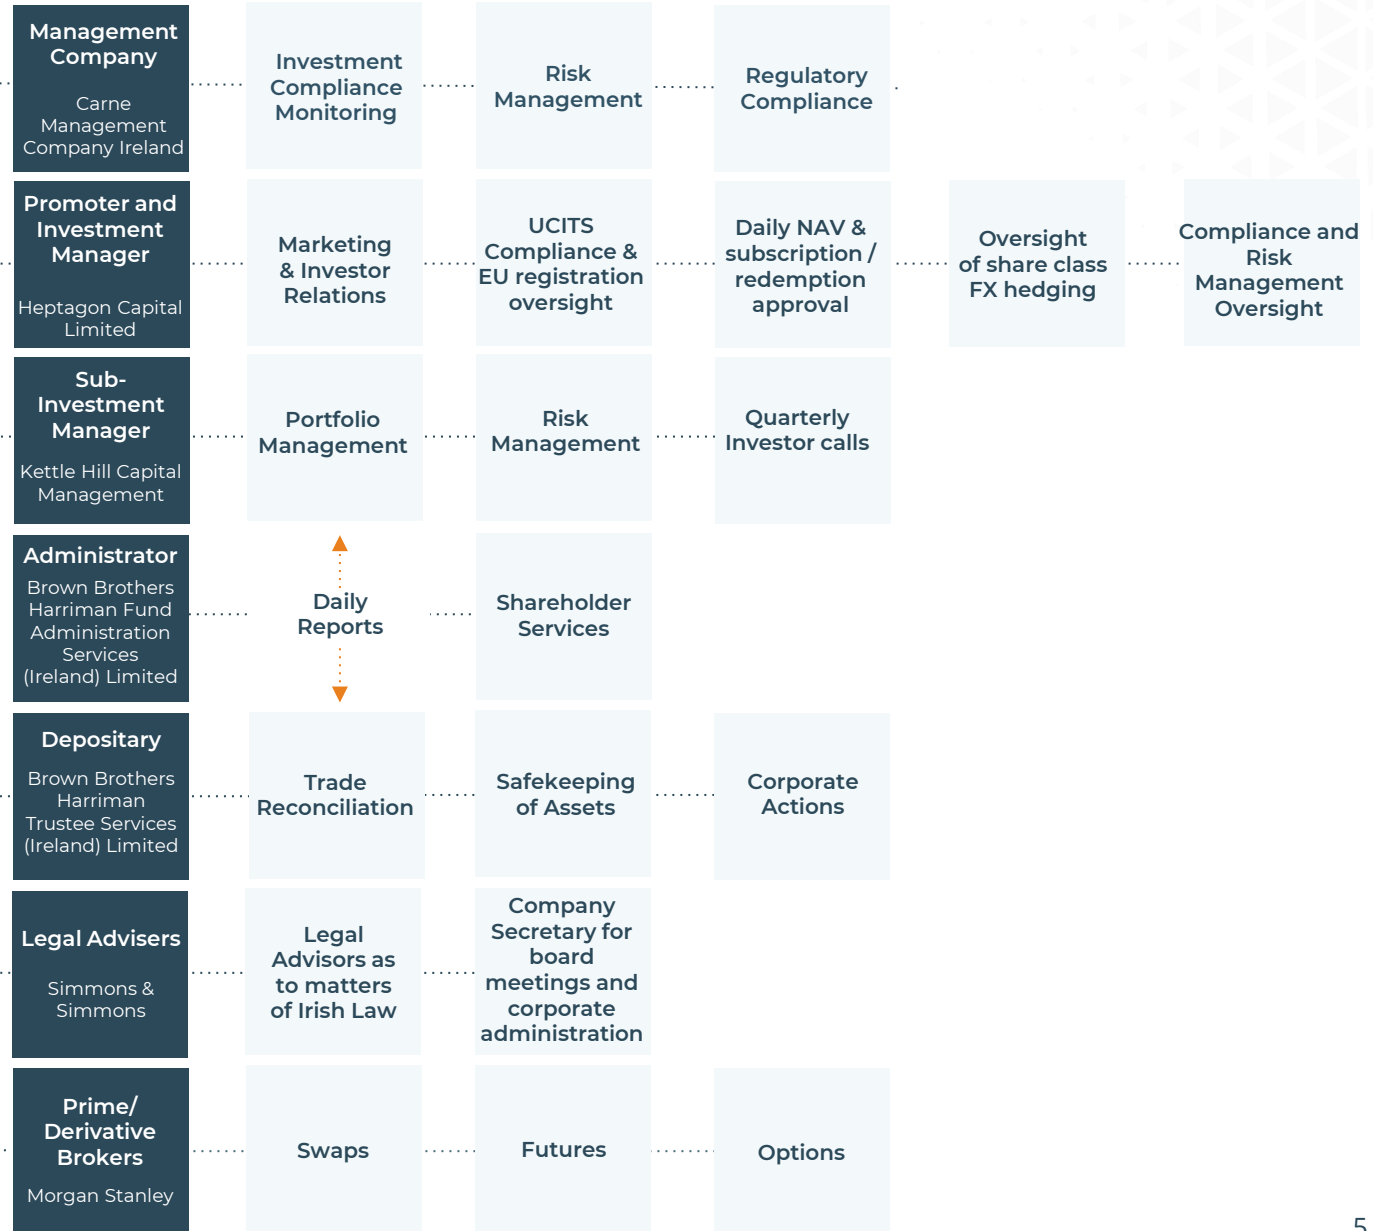 Management
Company
Carne
Management
Company Ireland
Investment
Compliance
Monitoring
Risk
Management
Regulatory
Compliance
Promoter and
Investment
Manager
Heptagon Capital
Limited
Marketing
& Investor
Relations
UCITS
Compliance &
EU registration
oversight
Daily NAV &
subscription /
redemption
approval
Oversight
of share class
FX hedging
Compliance and
Risk
Management
Oversight
Sub-
Investment
Manager
Kettle Hill Capital
Management
Portfolio
Management
Risk
Management
Quarterly
Investor calls
Administrator
Brown Brothers
Harriman Fund
Administration
Services
(Ireland) Limited
Daily
Reports
Shareholder
Services
Depositary
Brown Brothers
Harriman
Trustee Services
(Ireland) Limited
Trade
Reconciliation
Safekeeping
of Assets
Corporate
Actions
Legal Advisers
Simmons &
Simmons
Legal
Advisors as
to matters
of Irish Law
Company
Secretary for
board
meetings and
corporate
administration
Prime/
Derivative
Brokers
Morgan Stanley
Swaps
Futures
Options
5